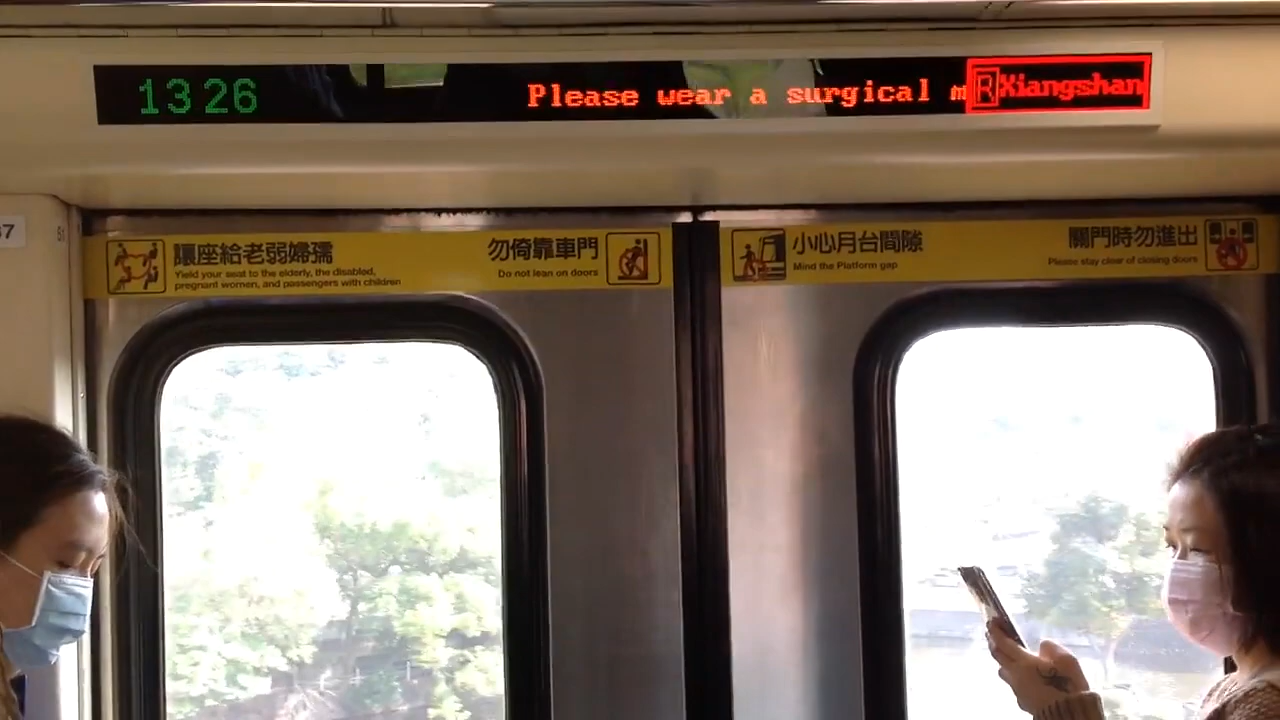 13 26
Please wear a surgical m
R Xiangshan
67
讓座給老弱婦孺
Yield your seat to the elderly, the disabled,
pregnant women, and passengers with children
勿倚靠車門
Do not lean on doors
小心月台間隙
Mind the Platform gap
關門時勿進出
Please stay clear of closing doors